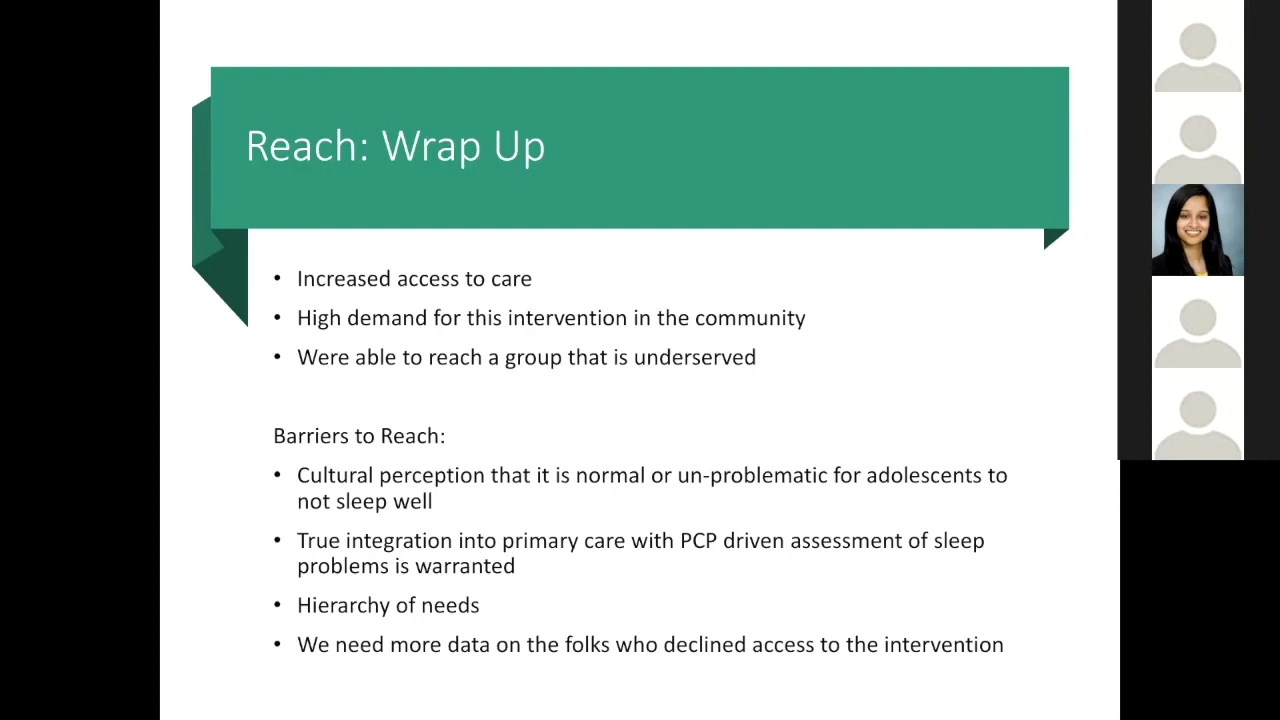 Reach: Wrap Up
• Increased access to care
• High demand for this intervention in the community
• Were able to reach a group that is underserved
Barriers to Reach:
• Cultural perception that it is normal or un-problematic for adolescents to
not sleep well
• True integration into primary care with PCP driven assessment of sleep
problems is warranted
• Hierarchy of needs
• We need more data on the folks who declined access to the intervention